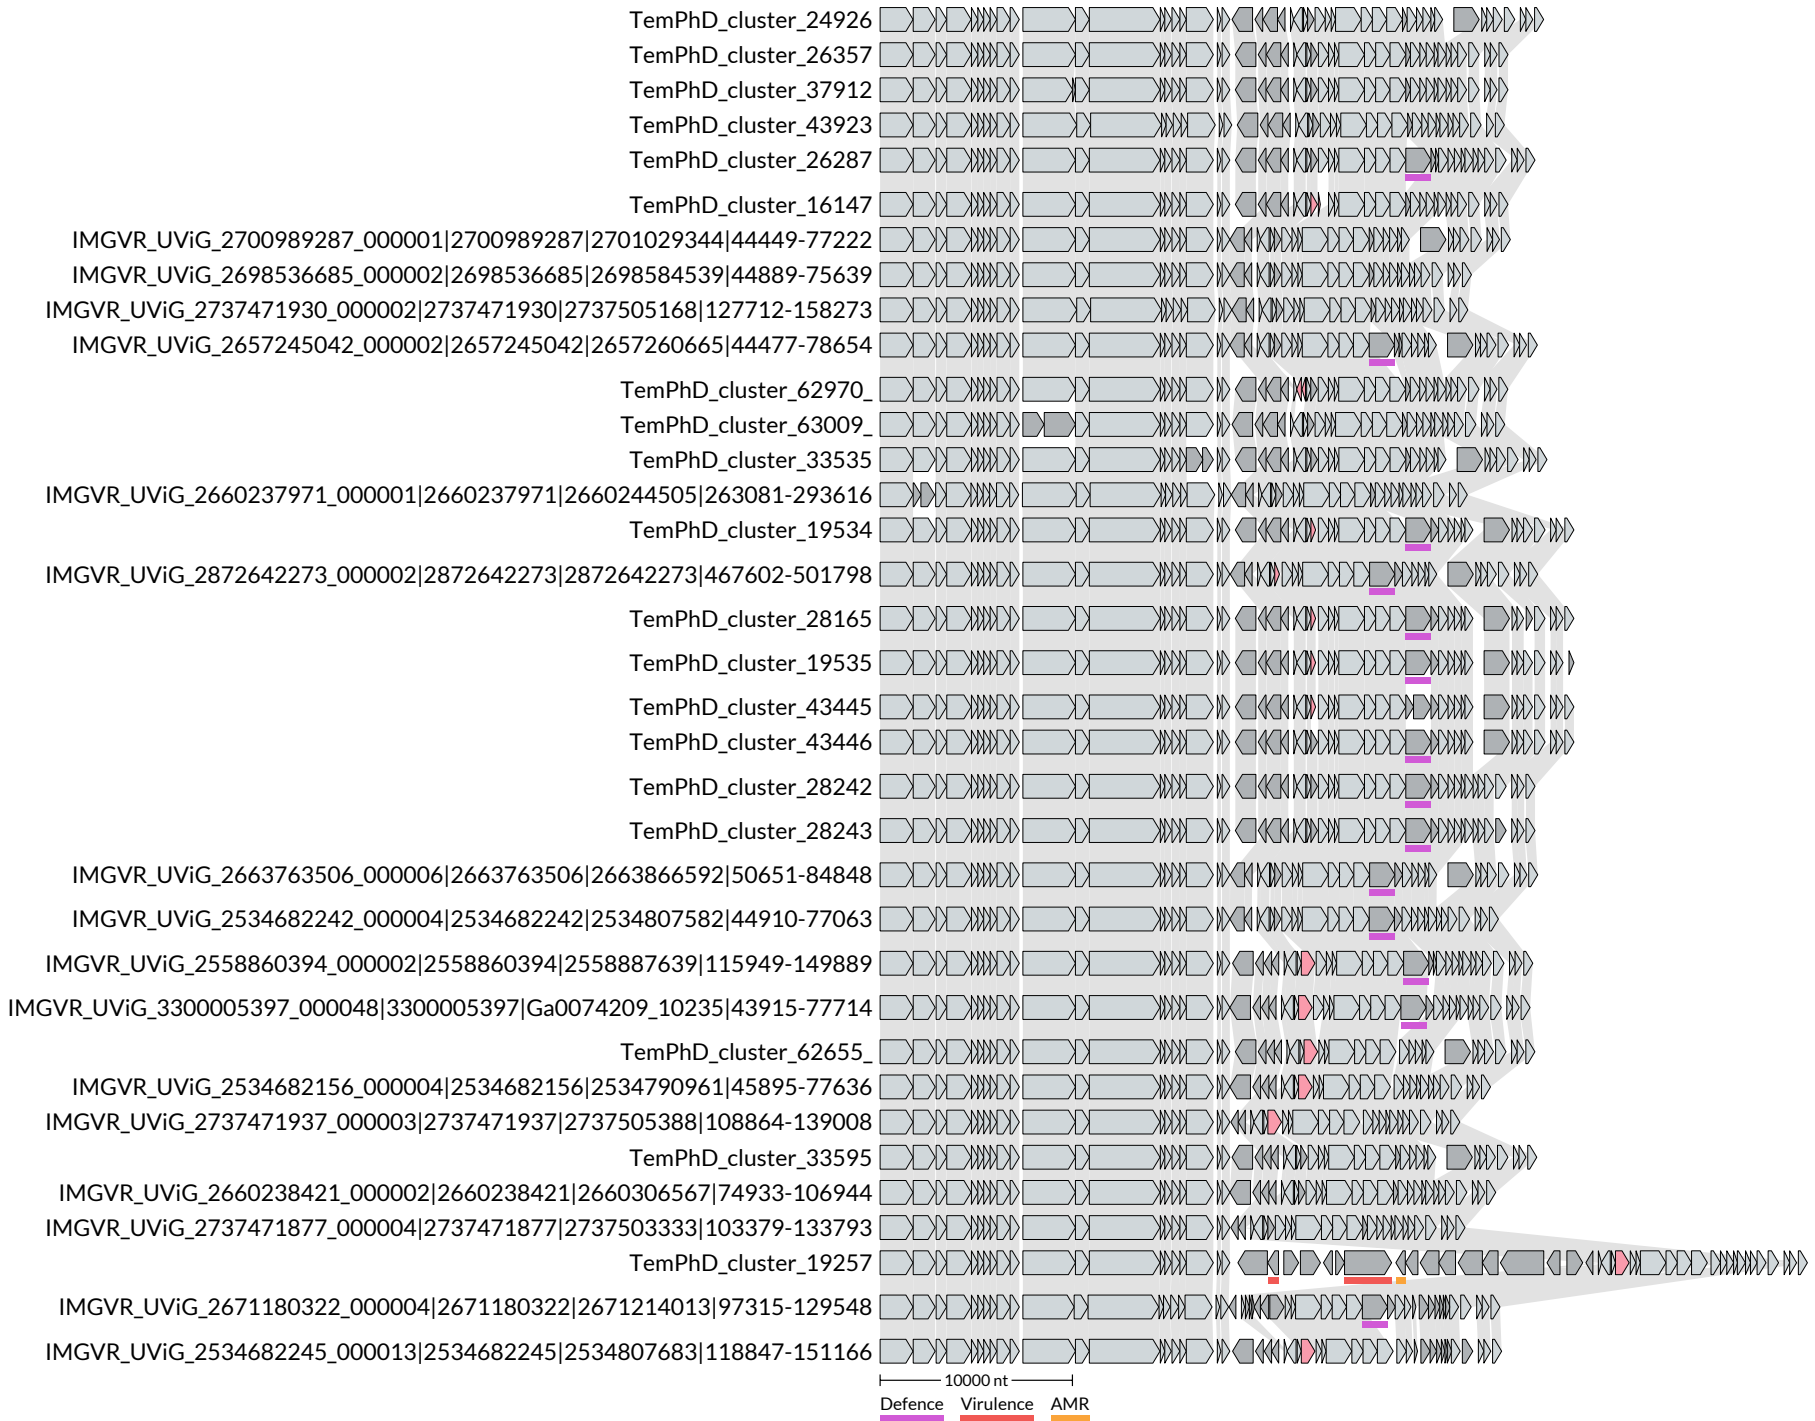 TemPhD_cluster_24926
TemPhD_cluster_26357
TemPhD_cluster_37912
TemPhD_cluster_43923
TemPhD_cluster_26287
TemPhD_cluster_16147
IMGVR_UViG_2700989287_000001|2700989287|2701029344|44449-77222
IMGVR_UViG_2698536685_000002|2698536685|2698584539|44889-75639
IMGVR_UViG_2737471930_000002|2737471930|2737505168|127712-158273
IMGVR_UViG_2657245042_000002|2657245042|2657260665|44477-78654
TemPhD_cluster_62970_
TemPhD_cluster_63009_
TemPhD_cluster_33535
IMGVR_UViG_2660237971_000001|2660237971|2660244505|263081-293616
TemPhD_cluster_19534
IMGVR_UViG_2872642273_000002|2872642273|2872642273|467602-501798
TemPhD_cluster_28165
TemPhD_cluster_19535
TemPhD_cluster_43445
TemPhD_cluster_43446
TemPhD_cluster_28242
TemPhD_cluster_28243
IMGVR_UViG_2663763506_000006|2663763506|2663866592|50651-84848
IMGVR_UViG_2534682242_000004|2534682242|2534807582|44910-77063
IMGVR_UViG_2558860394_000002|2558860394|2558887639|115949-149889
IMGVR_UViG_3300005397_000048|3300005397|Ga0074209_10235|43915-77714
TemPhD_cluster_62655_
IMGVR_UViG_2534682156_000004|2534682156|2534790961|45895-77636
IMGVR_UViG_2737471937_000003|2737471937|2737505388|108864-139008
TemPhD_cluster_33595
IMGVR_UViG_2660238421_000002|2660238421|2660306567|74933-106944
IMGVR_UViG_2737471877_000004|2737471877|2737503333|103379-133793
TemPhD_cluster_19257
IMGVR_UViG_2671180322_000004|2671180322|2671214013|97315-129548
IMGVR_UViG_2534682245_000013|2534682245|2534807683|118847-151166
10000 nt
Defence Virulence AMR